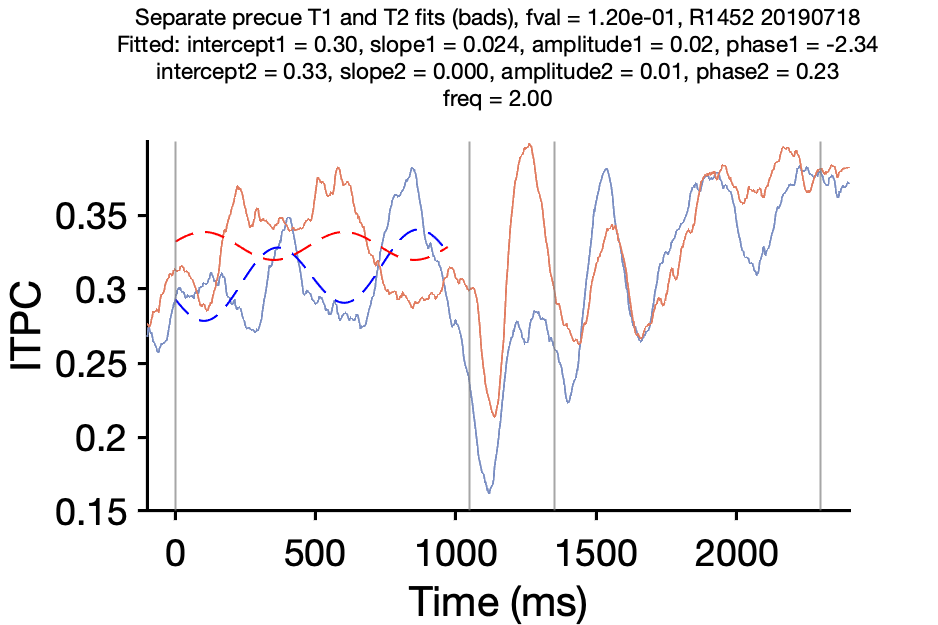 Separate precue T1 and T2 fits (bads), fval = 1.20e-01, R1452 20190718
Fitted: intercept1 = 0.30, slope1 = 0.024, amplitude1 = 0.02, phase1 = -2.34
intercept2 = 0.33, slope2 = 0.000, amplitude2 = 0.01, phase2 = 0.23
freq = 2.00
0.35
0.3
0.25
0.2
0.15
ITPC
0 500 1000 1500 2000
Time (ms)